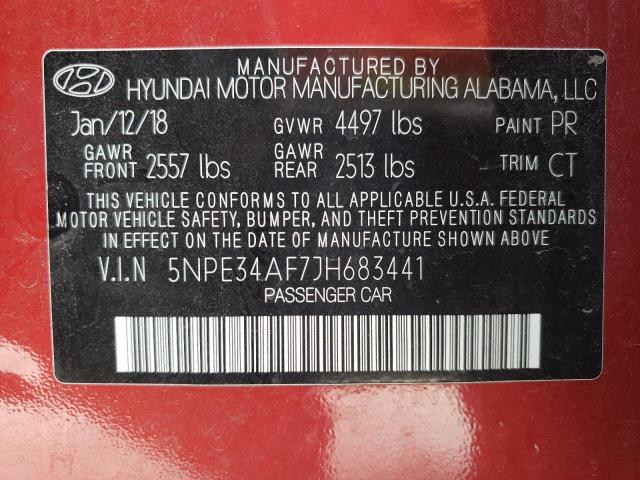 MANUFACTURED BY
HYUNDAI MOTOR MANUFACTURING ALABAMA, LLC
Jan/12/18 GVWR 4497 lbs PAINT PR
GAWR FRONT 2557 lbs GAWR REAR 2513 lbs TRIM CT
THIS VEHICLE CONFORMS TO ALL APPLICABLE U.S.A. FEDERAL
MOTOR VEHICLE SAFETY, BUMPER, AND THEFT PREVENTION STANDARDS
IN EFFECT ON THE DATE OF MANUFACTURE SHOWN ABOVE.
V.I.N 5NPE34AF7JH683441
PASSENGER CAR